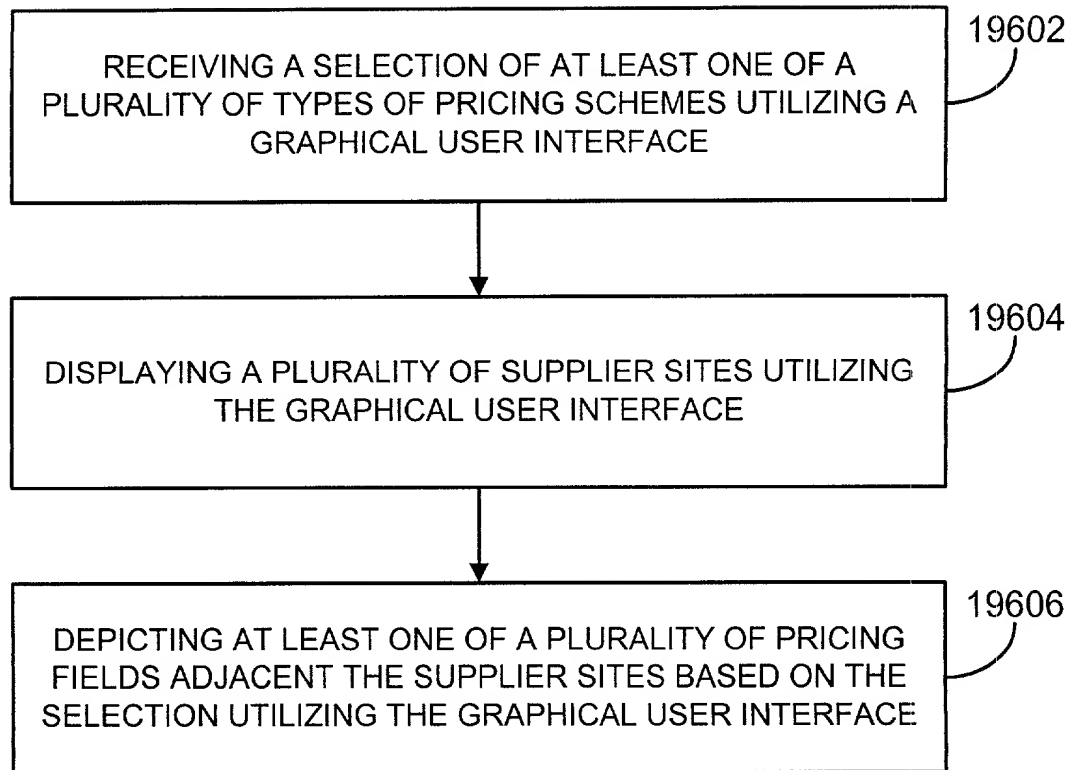 19602
RECEIVING A SELECTION OF AT LEAST ONE OF A
PLURALITY OF TYPES OF PRICING SCHEMES UTILIZING A
GRAPHICAL USER INTERFACE
19604
DISPLAYING A PLURALITY OF SUPPLIER SITES UTILIZING
THE GRAPHICAL USER INTERFACE
19606
DEPICTING AT LEAST ONE OF A PLURALITY OF PRICING
FIELDS ADJACENT THE SUPPLIER SITES BASED ON THE
SELECTION UTILIZING THE GRAPHICAL USER INTERFACE